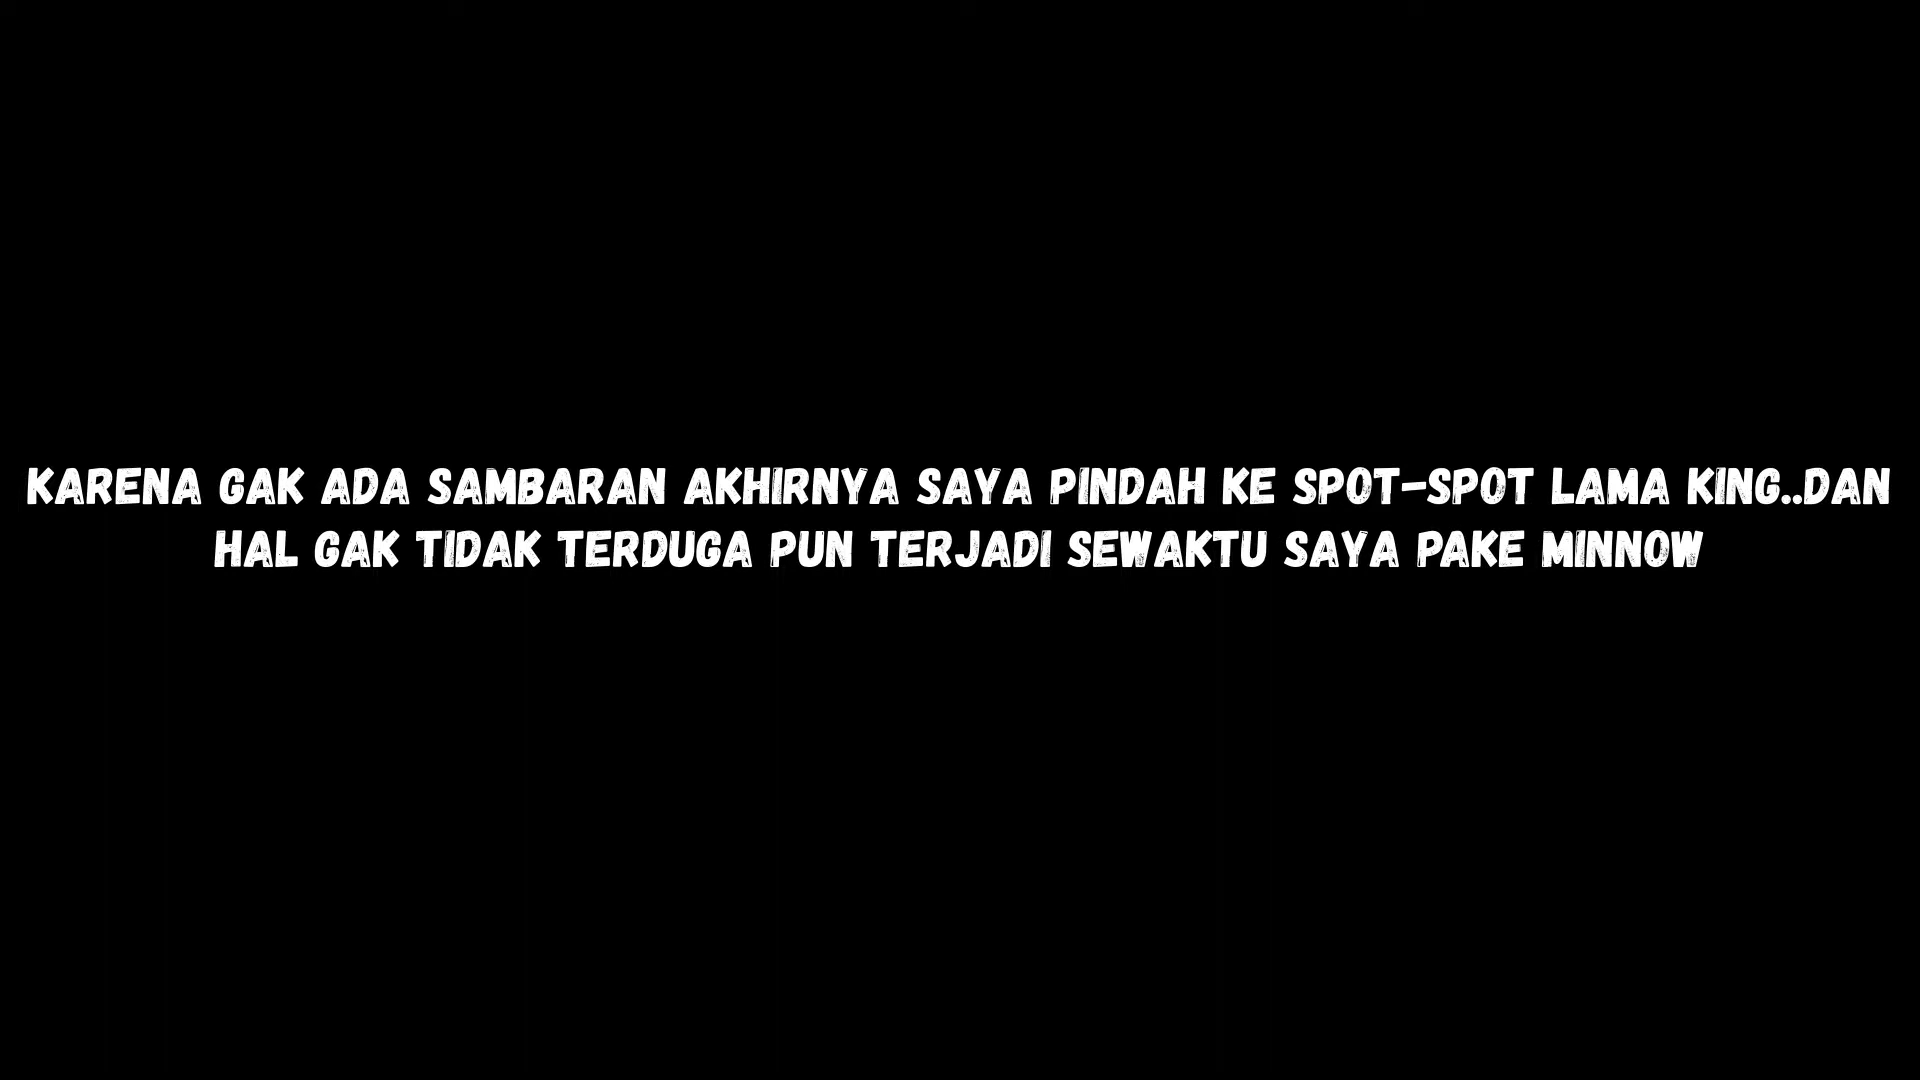 KARENA GAK ADA SAMBARAN AKHIRNYA SAYA PINDAH KE SPOT-SPOT LAMA KING..DAN
HAL GAK TIDAK TERDUGA PUN TERJADI SEWAKTU SAYA PAKE MINNOW